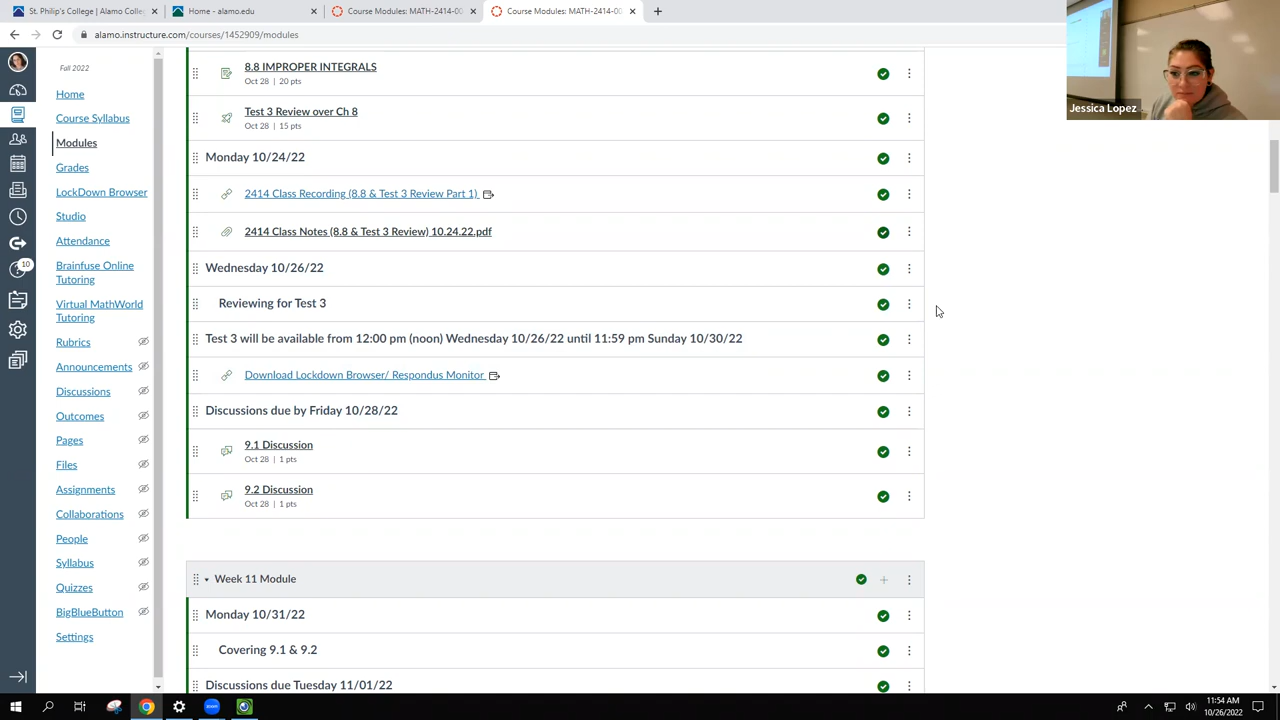 St. Philip's College
Home - alamo.edu
Course Modules: MATH-2414-00
Course Modules: MATH-2414-00
alamo.instructure.com/courses/1452909/modules
Jessica Lopez
Fall 2022
Home
Course Syllabus
Modules
Grades
LockDown Browser
Studio
Attendance
10
Brainfuse Online
Tutoring
Virtual MathWorld
Tutoring
Rubrics
Announcements
Discussions
Outcomes
Pages
Files
Assignments
Collaborations
People
Syllabus
Quizzes
BigBlueButton
Settings
8.8 IMPROPER INTEGRALS
Oct 28 | 20 pts
Test 3 Review over Ch 8
Oct 28 | 15 pts
Monday 10/24/22
2414 Class Recording (8.8 & Test 3 Review Part 1)
2414 Class Notes (8.8 & Test 3 Review) 10.24.22.pdf
Wednesday 10/26/22
Reviewing for Test 3
Test 3 will be available from 12:00 pm (noon) Wednesday 10/26/22 until 11:59 pm Sunday 10/30/22
Download Lockdown Browser/ Respondus Monitor
Discussions due by Friday 10/28/22
9.1 Discussion
Oct 28 | 1 pts
9.2 Discussion
Oct 28 | 1 pts
Week 11 Module
Monday 10/31/22
Covering 9.1 & 9.2
Discussions due Tuesday 11/01/22
zoom
11:54 AM
10/26/2022